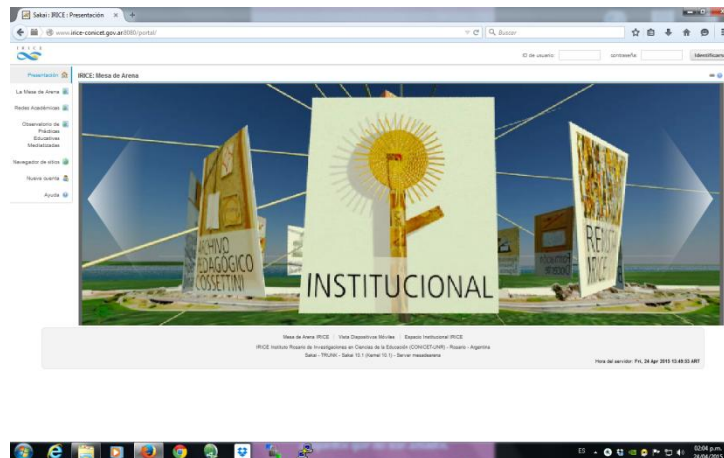 Sakai : IRICE : Presentación
www.irice-conicet.gov.ar:8080/portal/
Buscar
IRICE
ID de usuario
contraseña
Identificarse
Presentación
La Mesa de Arena
Redes Académicas
Observatorio de
Prácticas
Educativas
Mediatizadas
Navegador de sitios
Nueva cuenta
Ayuda
IRICE: Mesa de Arena
ARCHIVO
PEDAGÓGICO
COSSETTINI
INSTITUCIONAL
REVISTA
IRICE
Mesa de Arena IRICE | Vista Dispositivos Móviles | Espacio Institucional IRICE
IRICE Instituto Rosario de Investigaciones en Ciencias de la Educación (CONICET-UNR) - Rosario - Argentina
Sakai - TRUNK - Sakai 10.1 (Kernel 10.1) - Server mesadearena
Hora del servidor: Fri, 24 Apr 2015 13:49:53 ART
ES
02:04 p.m.
24/04/2015